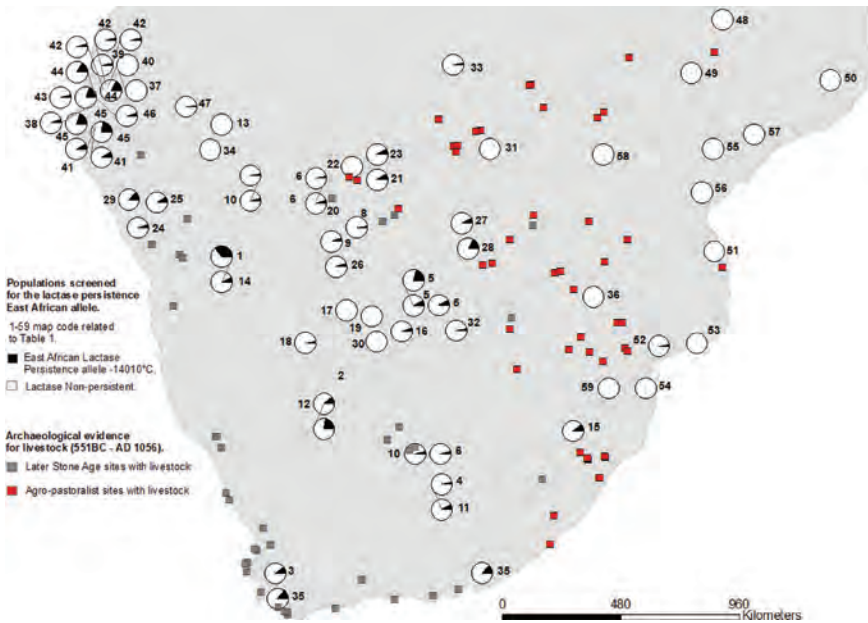 42 42 48
42
39 40 33 49
44 50
37
43 44
47
38 45 46 13 57
45
41 34 22 23 31 58 55
41
6 21
29 25 10 6 20 56
8
24 27
9 28
1 51
26
14 5
36
17 5 5
19 16 32
18 30 52 53
2
59 54
12
15
10 6
4
11
3 35
35
Populations screened
for the lactase persistence
East African allele.
1-59 map code related
to Table 1.
East African Lactase
Persistence allele -14010*C.
Lactase Non-persistent.
Archaeological evidence
for livestock (551BC - AD 1056).
Later Stone Age sites with livestock
Agro-pastoralist sites with livestock
0 480 960
Kilometers